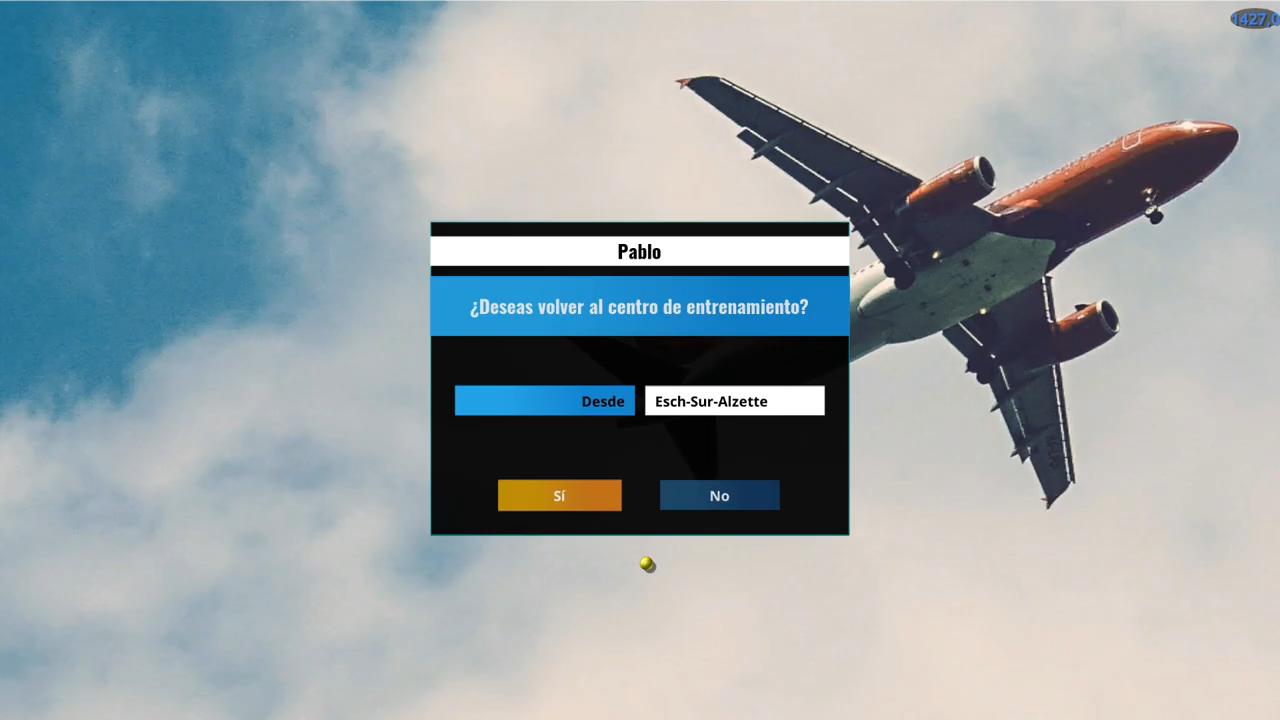 Pablo
¿Deseas volver al centro de entrenamiento?
Desde
Esch-Sur-Alzette
Sí
No